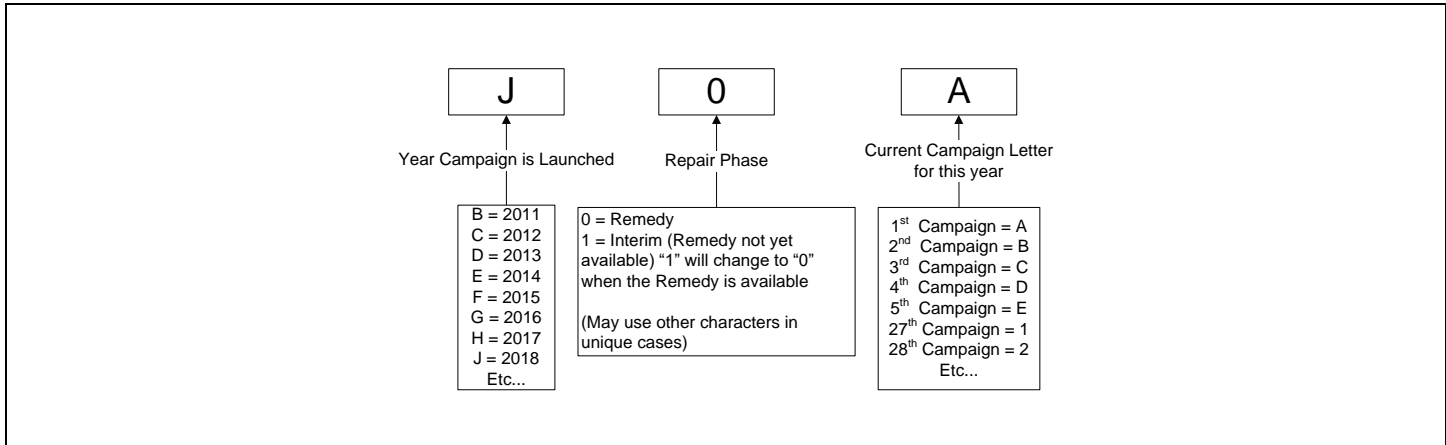 J
0
A
Year Campaign is Launched
Repair Phase
Current Campaign Letter
for this year
B = 2011
C = 2012
D = 2013
E = 2014
F = 2015
G = 2016
H = 2017
J = 2018
Etc...
0 = Remedy
1 = Interim (Remedy not yet
available) “1” will change to “0”
when the Remedy is available
(May use other characters in
unique cases)
1st Campaign = A
2nd Campaign = B
3rd Campaign = C
4th Campaign = D
5th Campaign = E
27th Campaign = 1
28th Campaign = 2
Etc...